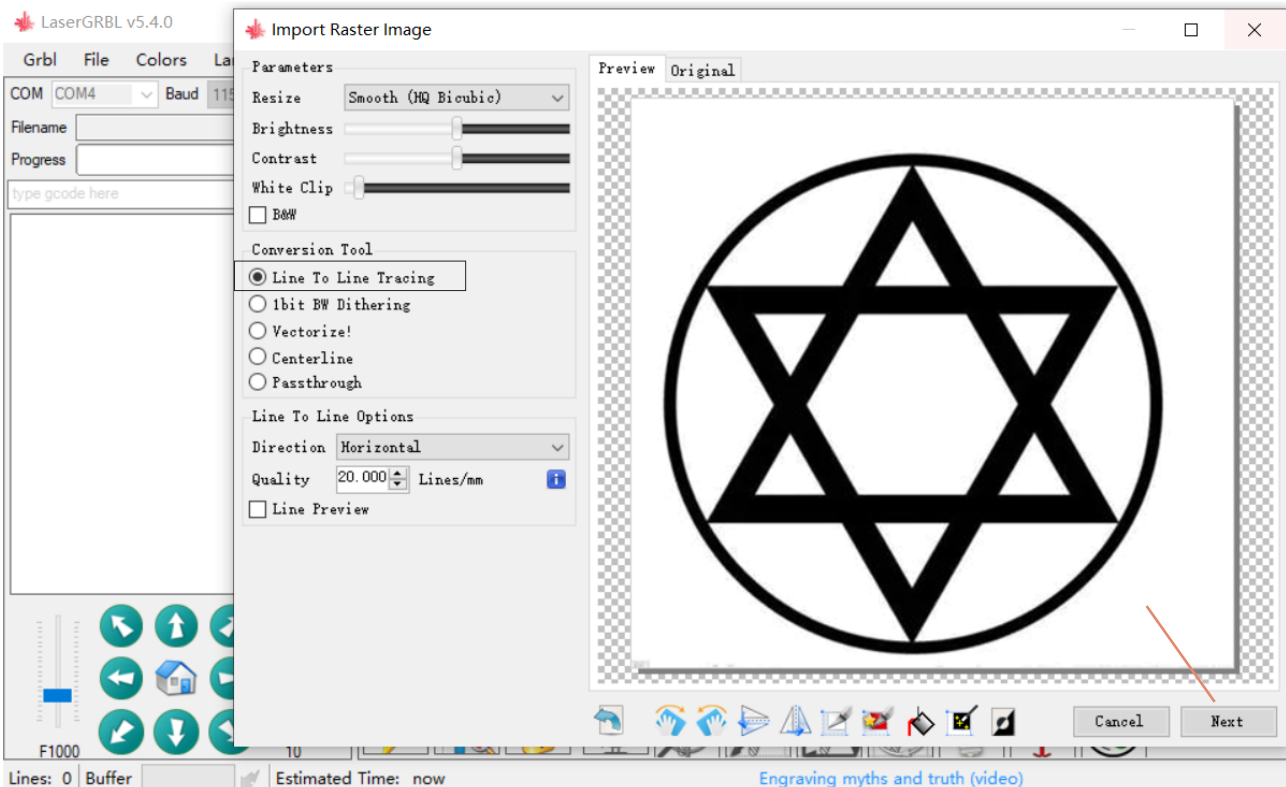 LaserGRBL v5.4.0
Import Raster Image
Grbl File Colors
COM COM4 Baud
Filename
Progress
type gcode here
Parameters
Resize Smooth (HQ Bicubic)
Brightness
Contrast
White Clip
B&W
Conversion Tool
Line To Line Tracing
1bit BW Dithering
Vectorize!
Centerline
Passthrough
Line To Line Options
Direction Horizontal
Quality 20.000 Lines/mm
Line Preview
Preview Original
Cancel Next
F1000
10
Lines: 0 Buffer Estimated Time: now Engraving myths and truth (video)